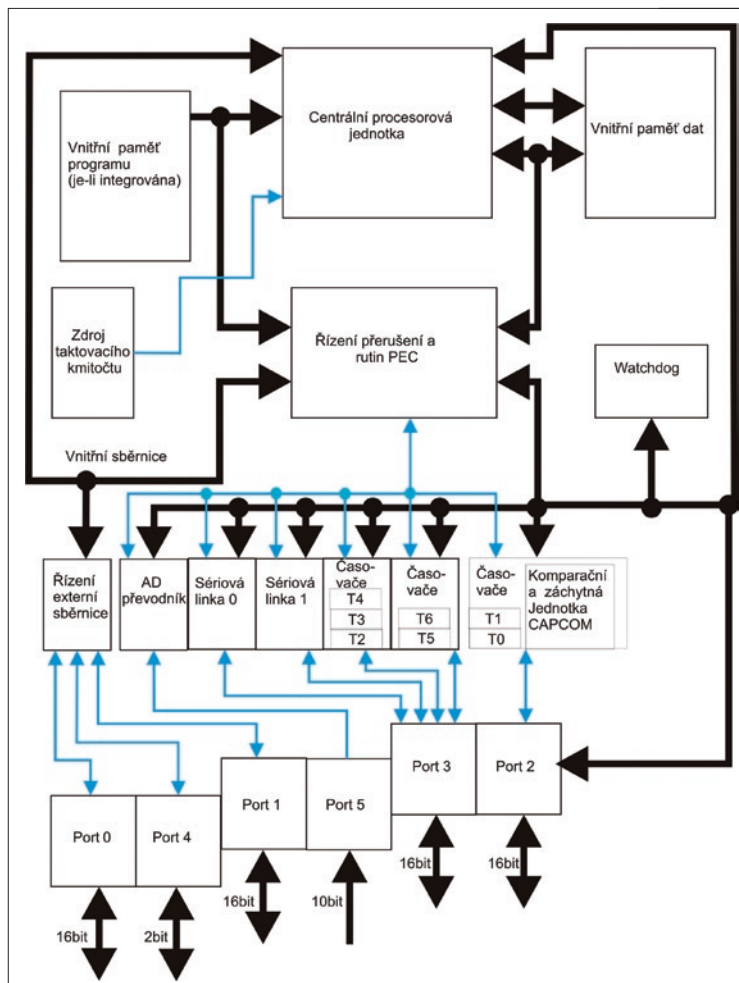 Centrální procesorová
jednotka
Vnitřní paměť
programu
(je-li integrována)
Vnitřní paměť dat
Zdroj
taktovacího
kmitočtu
Řízení přerušení a
rutin PEC
Watchdog
Vnitřní sběrnice
Řízení
externí
sběrnice
AD
převodník
Sériová
linka 0
Sériová
linka 1
Časo-
vače
T4
T3
T2
Časo-
vače
T6
T5
Časo-
vače
T1
T0
Komparační
a záchytná
Jednotka
CAPCOM
Port 0
Port 4
Port 1
Port 5
Port 3
Port 2
16bit
2bit
16bit
10bit
16bit
16bit